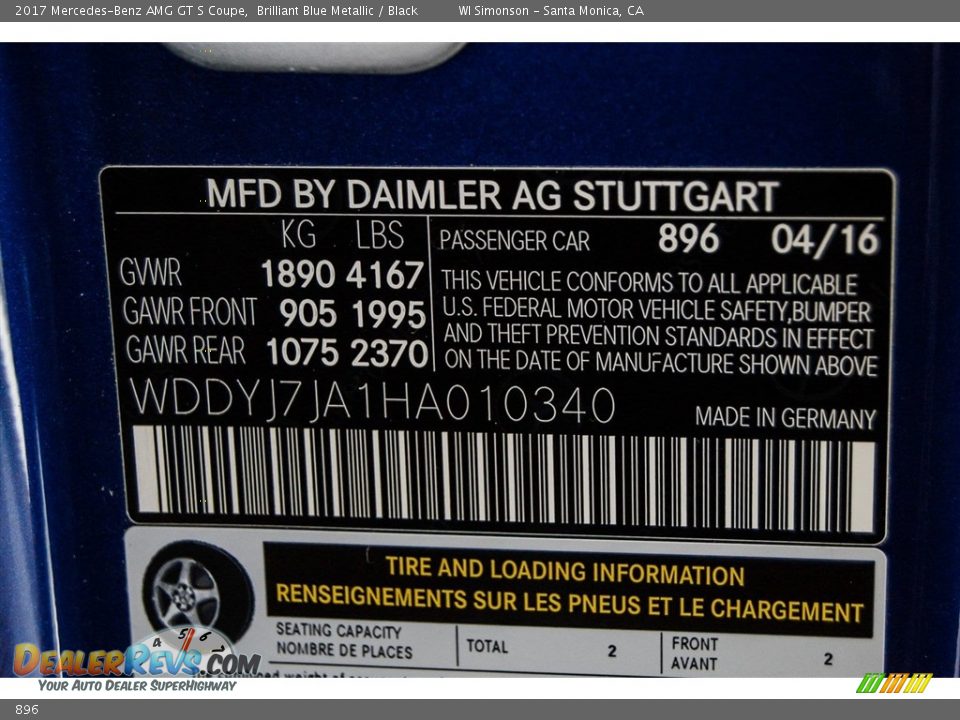 2017 Mercedes-Benz AMG GT S Coupe, Brilliant Blue Metallic / Black WI Simonson - Santa Monica, CA
MFD BY DAIMLER AG STUTTGART
KG LBS
GVWR 1890 4167
GAWR FRONT 905 1995
GAWR REAR 1075 2370
PASSENGER CAR 896 04/16
THIS VEHICLE CONFORMS TO ALL APPLICABLE
U.S. FEDERAL MOTOR VEHICLE SAFETY,BUMPER
AND THEFT PREVENTION STANDARDS IN EFFECT
ON THE DATE OF MANUFACTURE SHOWN ABOVE
WDDYJ7JA1HA010340
MADE IN GERMANY
TIRE AND LOADING INFORMATION
RENSEIGNEMENTS SUR LES PNEUS ET LE CHARGEMENT
SEATING CAPACITY
NOMBRE DE PLACES
TOTAL 2
FRONT
AVANT 2
4 5 6 7
DEALERREVS.COM
YOUR AUTO DEALER SUPERHIGHWAY
896